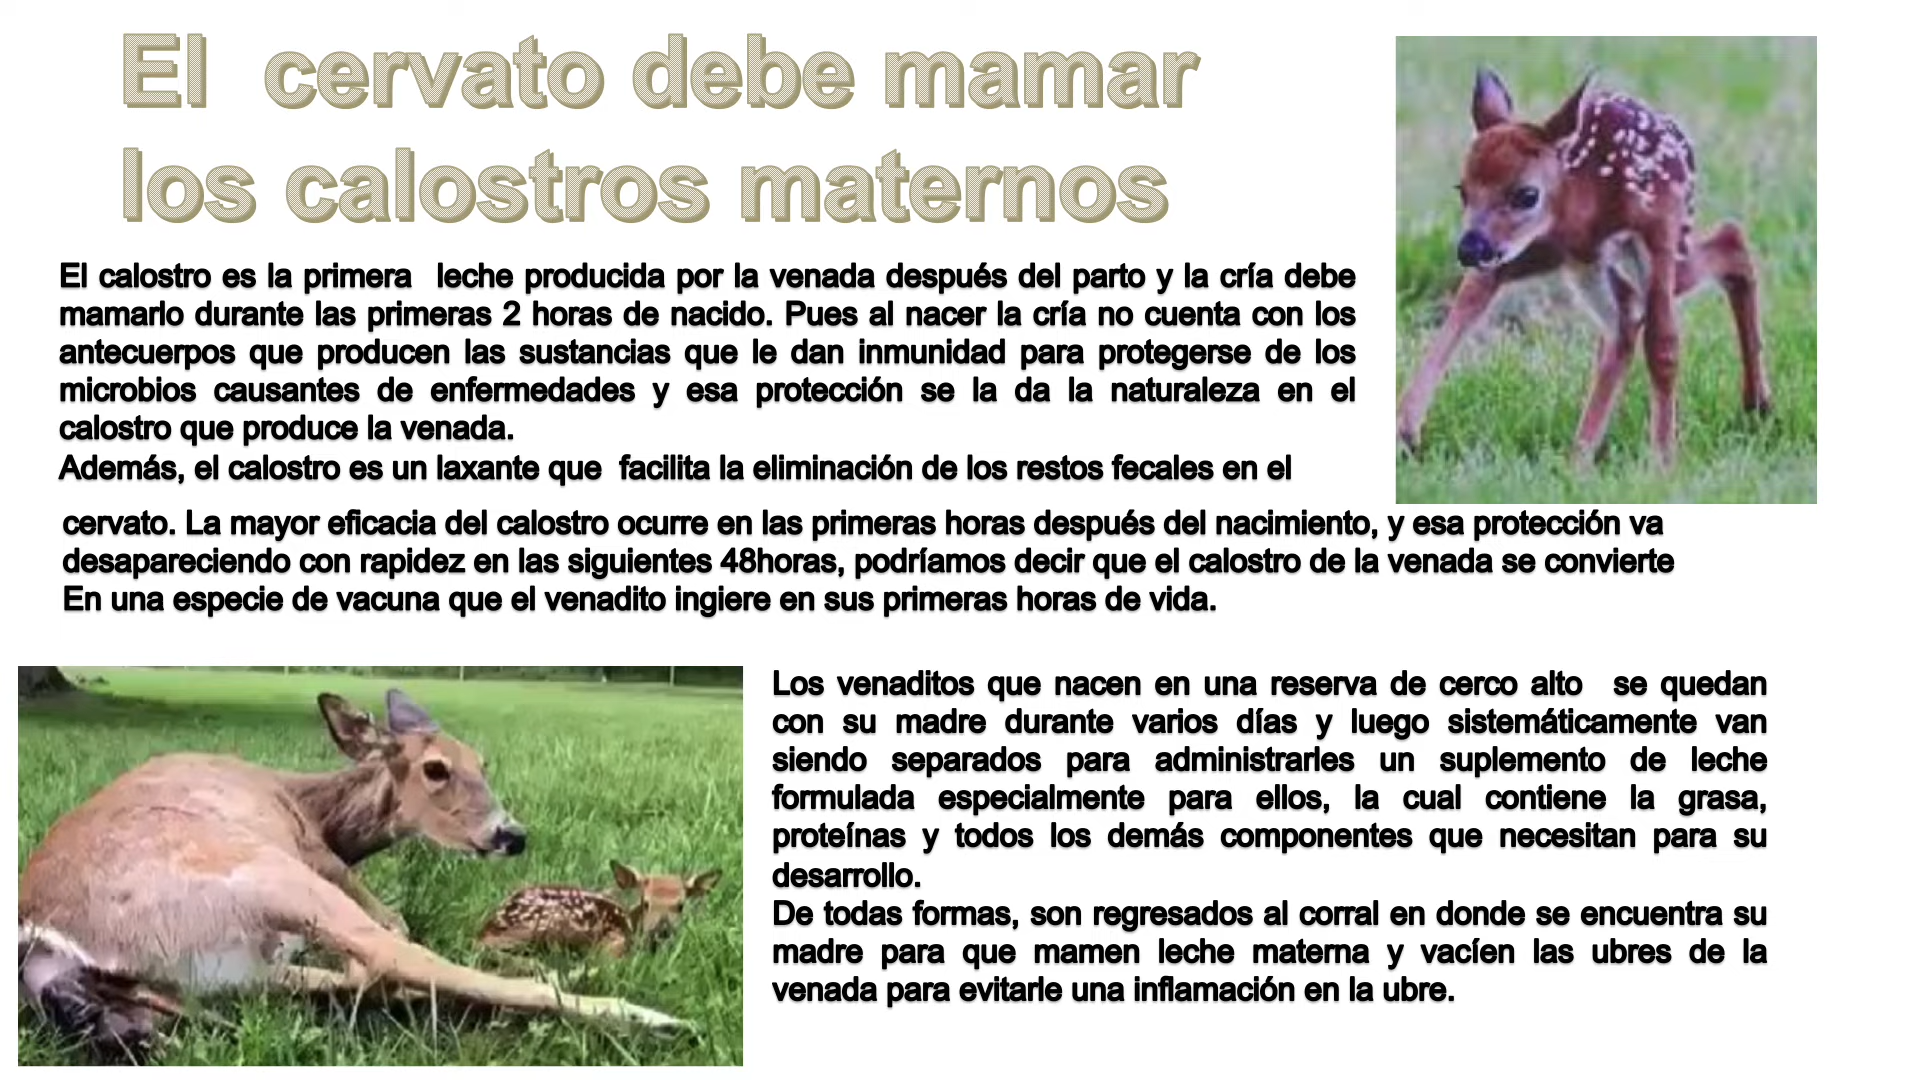 El cervato debe mamar
los calostros maternos
El calostro es la primera leche producida por la venada después del parto y la cría debe
mamarlo durante las primeras 2 horas de nacido. Pues al nacer la cría no cuenta con los
antecuerpos que producen las sustancias que le dan inmunidad para protegerse de los
microbios causantes de enfermedades y esa protección se la da la naturaleza en el
calostro que produce la venada.
Además, el calostro es un laxante que facilita la eliminación de los restos fecales en el
cervato. La mayor eficacia del calostro ocurre en las primeras horas después del nacimiento, y esa protección va
desapareciendo con rapidez en las siguientes 48horas, podríamos decir que el calostro de la venada se convierte
En una especie de vacuna que el venadito ingiere en sus primeras horas de vida.
Los venaditos que nacen en una reserva de cerco alto se quedan
con su madre durante varios días y luego sistemáticamente van
siendo separados para administrarles un suplemento de leche
formulada especialmente para ellos, la cual contiene la grasa,
proteínas y todos los demás componentes que necesitan para su
desarrollo.
De todas formas, son regresados al corral en donde se encuentra su
madre para que mamen leche materna y vacíen las ubres de la
venada para evitarle una inflamación en la ubre.